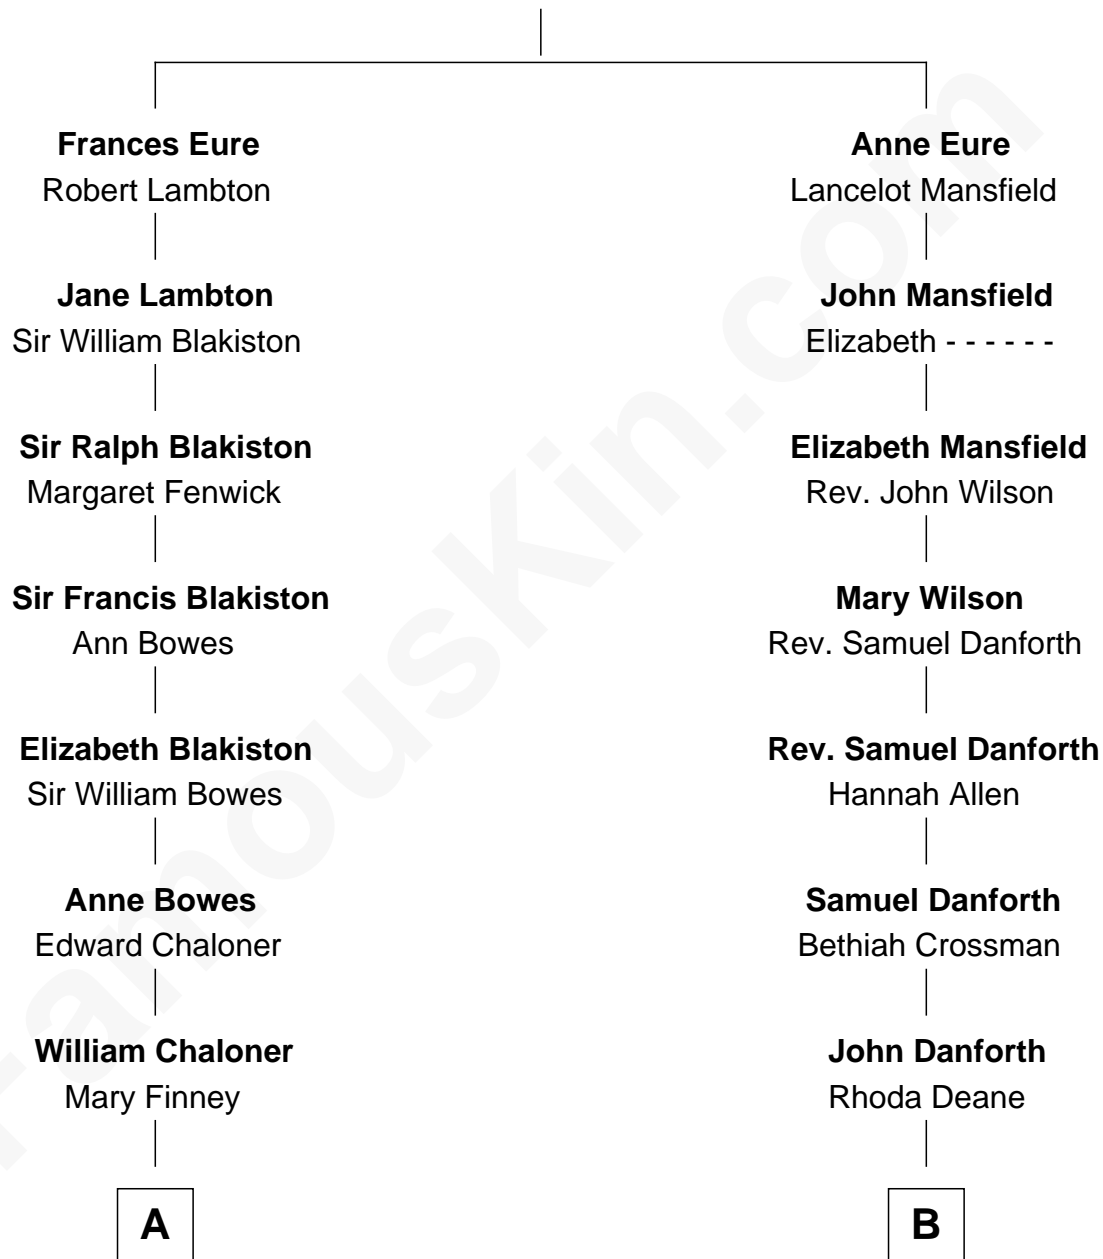 Frances Eure
Robert Lambton
Jane Lambton
Sir William Blakiston
Sir Ralph Blakiston
Margaret Fenwick
Sir Francis Blakiston
Ann Bowes
Elizabeth Blakiston
Sir William Bowes
Anne Bowes
Edward Chaloner
William Chaloner
Mary Finney
A
Anne Eure
Lancelot Mansfield
John Mansfield
Elizabeth - - - - - -
Elizabeth Mansfield
Rev. John Wilson
Mary Wilson
Rev. Samuel Danforth
Rev. Samuel Danforth
Hannah Allen
Samuel Danforth
Bethiah Crossman
John Danforth
Rhoda Deane
B
FamousKin.com